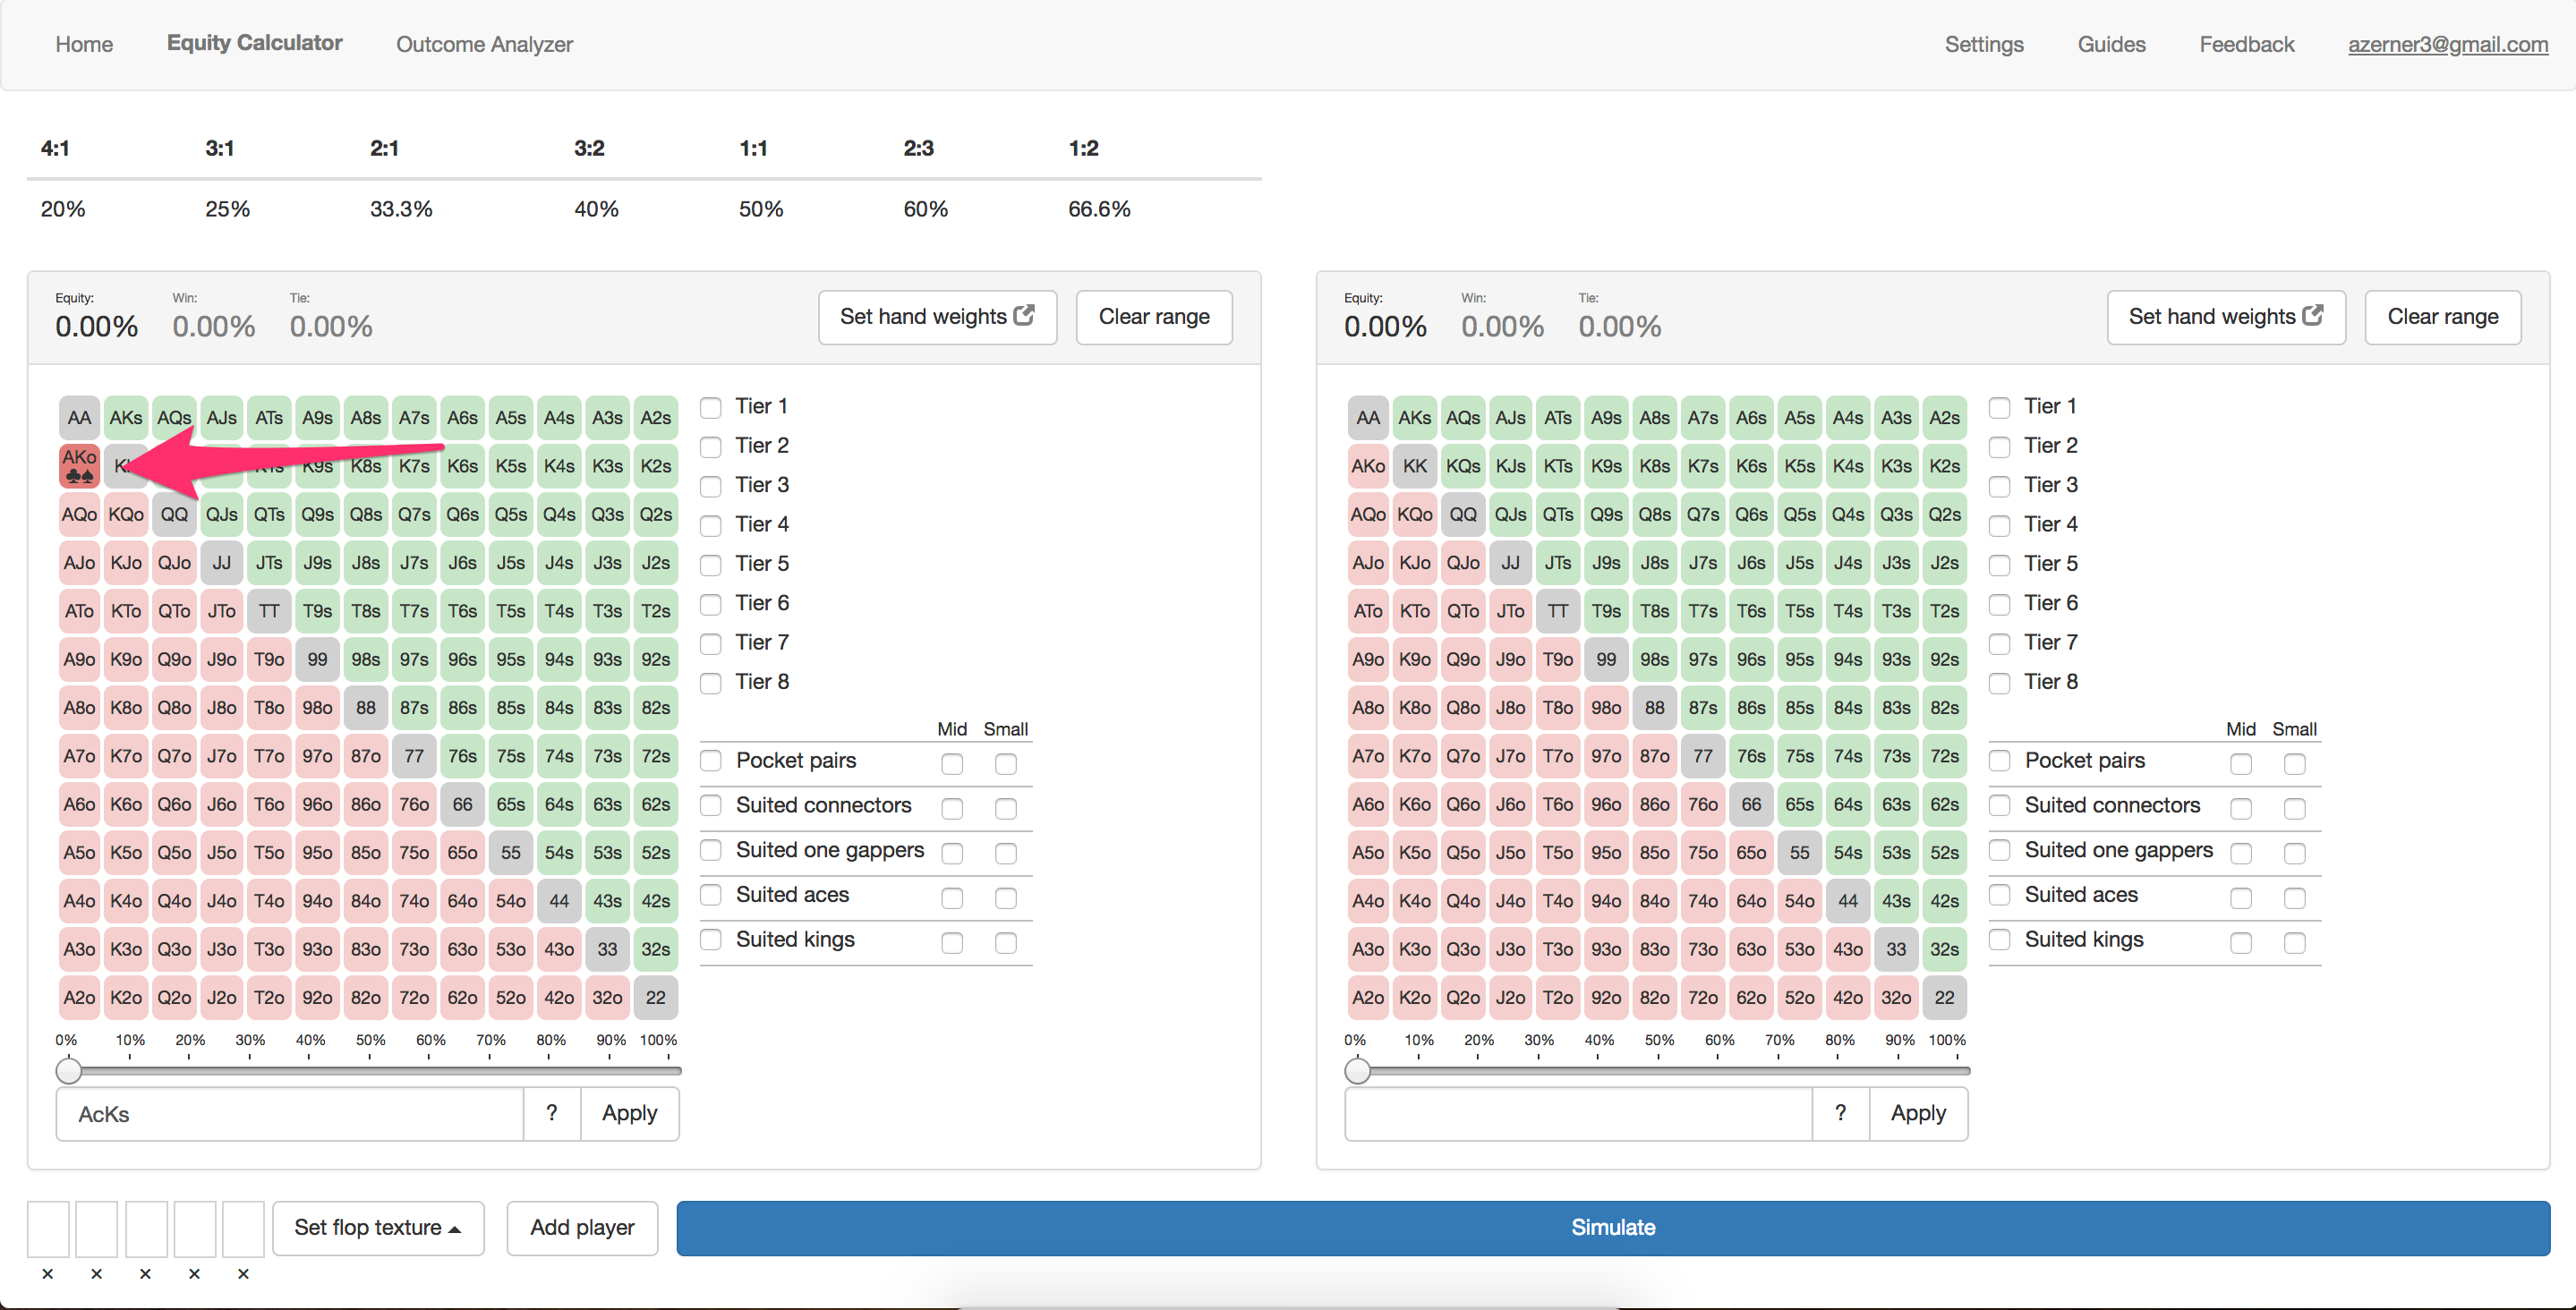 Home Equity Calculator Outcome Analyzer Settings Guides Feedback azerner3@gmail.com
4:1 3:1 2:1 3:2 1:1 2:3 1:2
20% 25% 33.3% 40% 50% 60% 66.6%
Equity: Win: Tie:
0.00% 0.00% 0.00%
Set hand weights Clear range
AA AKs AQs AJs ATs A9s A8s A7s A6s A5s A4s A3s A2s
AKo K9s K8s K7s K6s K5s K4s K3s K2s
♣♠
AQo KQo QQ QJs QTs Q9s Q8s Q7s Q6s Q5s Q4s Q3s Q2s
AJo KJo QJo JJ JTs J9s J8s J7s J6s J5s J4s J3s J2s
ATo KTo QTo JTo TT T9s T8s T7s T6s T5s T4s T3s T2s
A9o K9o Q9o J9o T9o 99 98s 97s 96s 95s 94s 93s 92s
A8o K8o Q8o J8o T8o 98o 88 87s 86s 85s 84s 83s 82s
A7o K7o Q7o J7o T7o 97o 87o 77 76s 75s 74s 73s 72s
A6o K6o Q6o J6o T6o 96o 86o 76o 66 65s 64s 63s 62s
A5o K5o Q5o J5o T5o 95o 85o 75o 65o 55 54s 53s 52s
A4o K4o Q4o J4o T4o 94o 84o 74o 64o 54o 44 43s 42s
A3o K3o Q3o J3o T3o 93o 83o 73o 63o 53o 43o 33 32s
A2o K2o Q2o J2o T2o 92o 82o 72o 62o 52o 42o 32o 22
0% 10% 20% 30% 40% 50% 60% 70% 80% 90% 100%
AcKs ? Apply
Tier 1
Tier 2
Tier 3
Tier 4
Tier 5
Tier 6
Tier 7
Tier 8
Mid Small
Pocket pairs
Suited connectors
Suited one gappers
Suited aces
Suited kings
Equity: Win: Tie:
0.00% 0.00% 0.00%
Set hand weights Clear range
AA AKs AQs AJs ATs A9s A8s A7s A6s A5s A4s A3s A2s
AKo KK KQs KJs KTs K9s K8s K7s K6s K5s K4s K3s K2s
AQo KQo QQ QJs QTs Q9s Q8s Q7s Q6s Q5s Q4s Q3s Q2s
AJo KJo QJo JJ JTs J9s J8s J7s J6s J5s J4s J3s J2s
ATo KTo QTo JTo TT T9s T8s T7s T6s T5s T4s T3s T2s
A9o K9o Q9o J9o T9o 99 98s 97s 96s 95s 94s 93s 92s
A8o K8o Q8o J8o T8o 98o 88 87s 86s 85s 84s 83s 82s
A7o K7o Q7o J7o T7o 97o 87o 77 76s 75s 74s 73s 72s
A6o K6o Q6o J6o T6o 96o 86o 76o 66 65s 64s 63s 62s
A5o K5o Q5o J5o T5o 95o 85o 75o 65o 55 54s 53s 52s
A4o K4o Q4o J4o T4o 94o 84o 74o 64o 54o 44 43s 42s
A3o K3o Q3o J3o T3o 93o 83o 73o 63o 53o 43o 33 32s
A2o K2o Q2o J2o T2o 92o 82o 72o 62o 52o 42o 32o 22
0% 10% 20% 30% 40% 50% 60% 70% 80% 90% 100%
? Apply
Tier 1
Tier 2
Tier 3
Tier 4
Tier 5
Tier 6
Tier 7
Tier 8
Mid Small
Pocket pairs
Suited connectors
Suited one gappers
Suited aces
Suited kings
Set flop texture Add player Simulate
× × × × ×